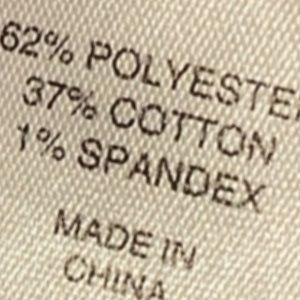 62% POLYESTER
37% COTTON
1% SPANDEX
MADE IN
CHINA